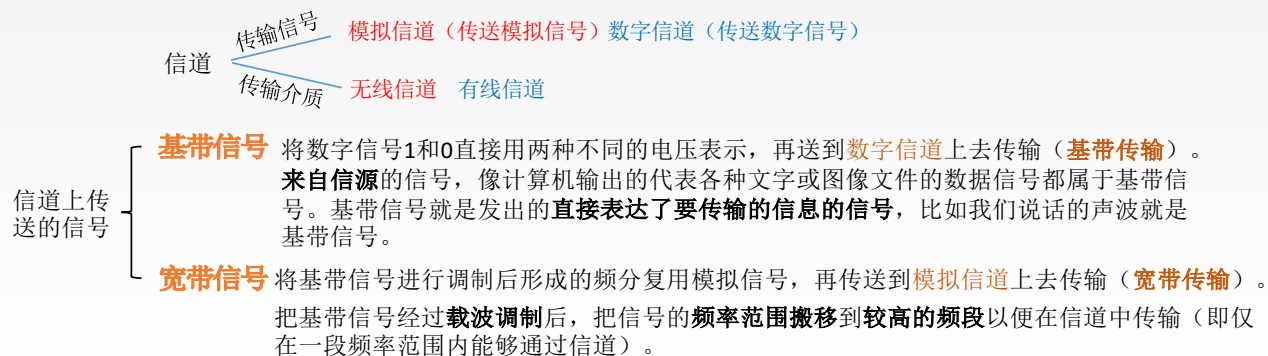 传输信号
模拟信道（传送模拟信号）数字信道（传送数字信号）
信道
传输介质
无线信道 有线信道
基带信号 将数字信号1和0直接用两种不同的电压表示，再送到数字信道上去传输（基带传输）。
来自信源的信号，像计算机输出的代表各种文字或图像文件的数据信号都属于基带信
号。基带信号就是发出的直接表达了要传输的信息的信号，比如我们说话的声波就是
基带信号。
信道上传
送的信号
宽带信号 将基带信号进行调制后形成的频分复用模拟信号，再传送到模拟信道上去传输（宽带传输）。
把基带信号经过载波调制后，把信号的频率范围搬移到较高的频段以便在信道中传输（即仅
在一段频率范围内能够通过信道）。